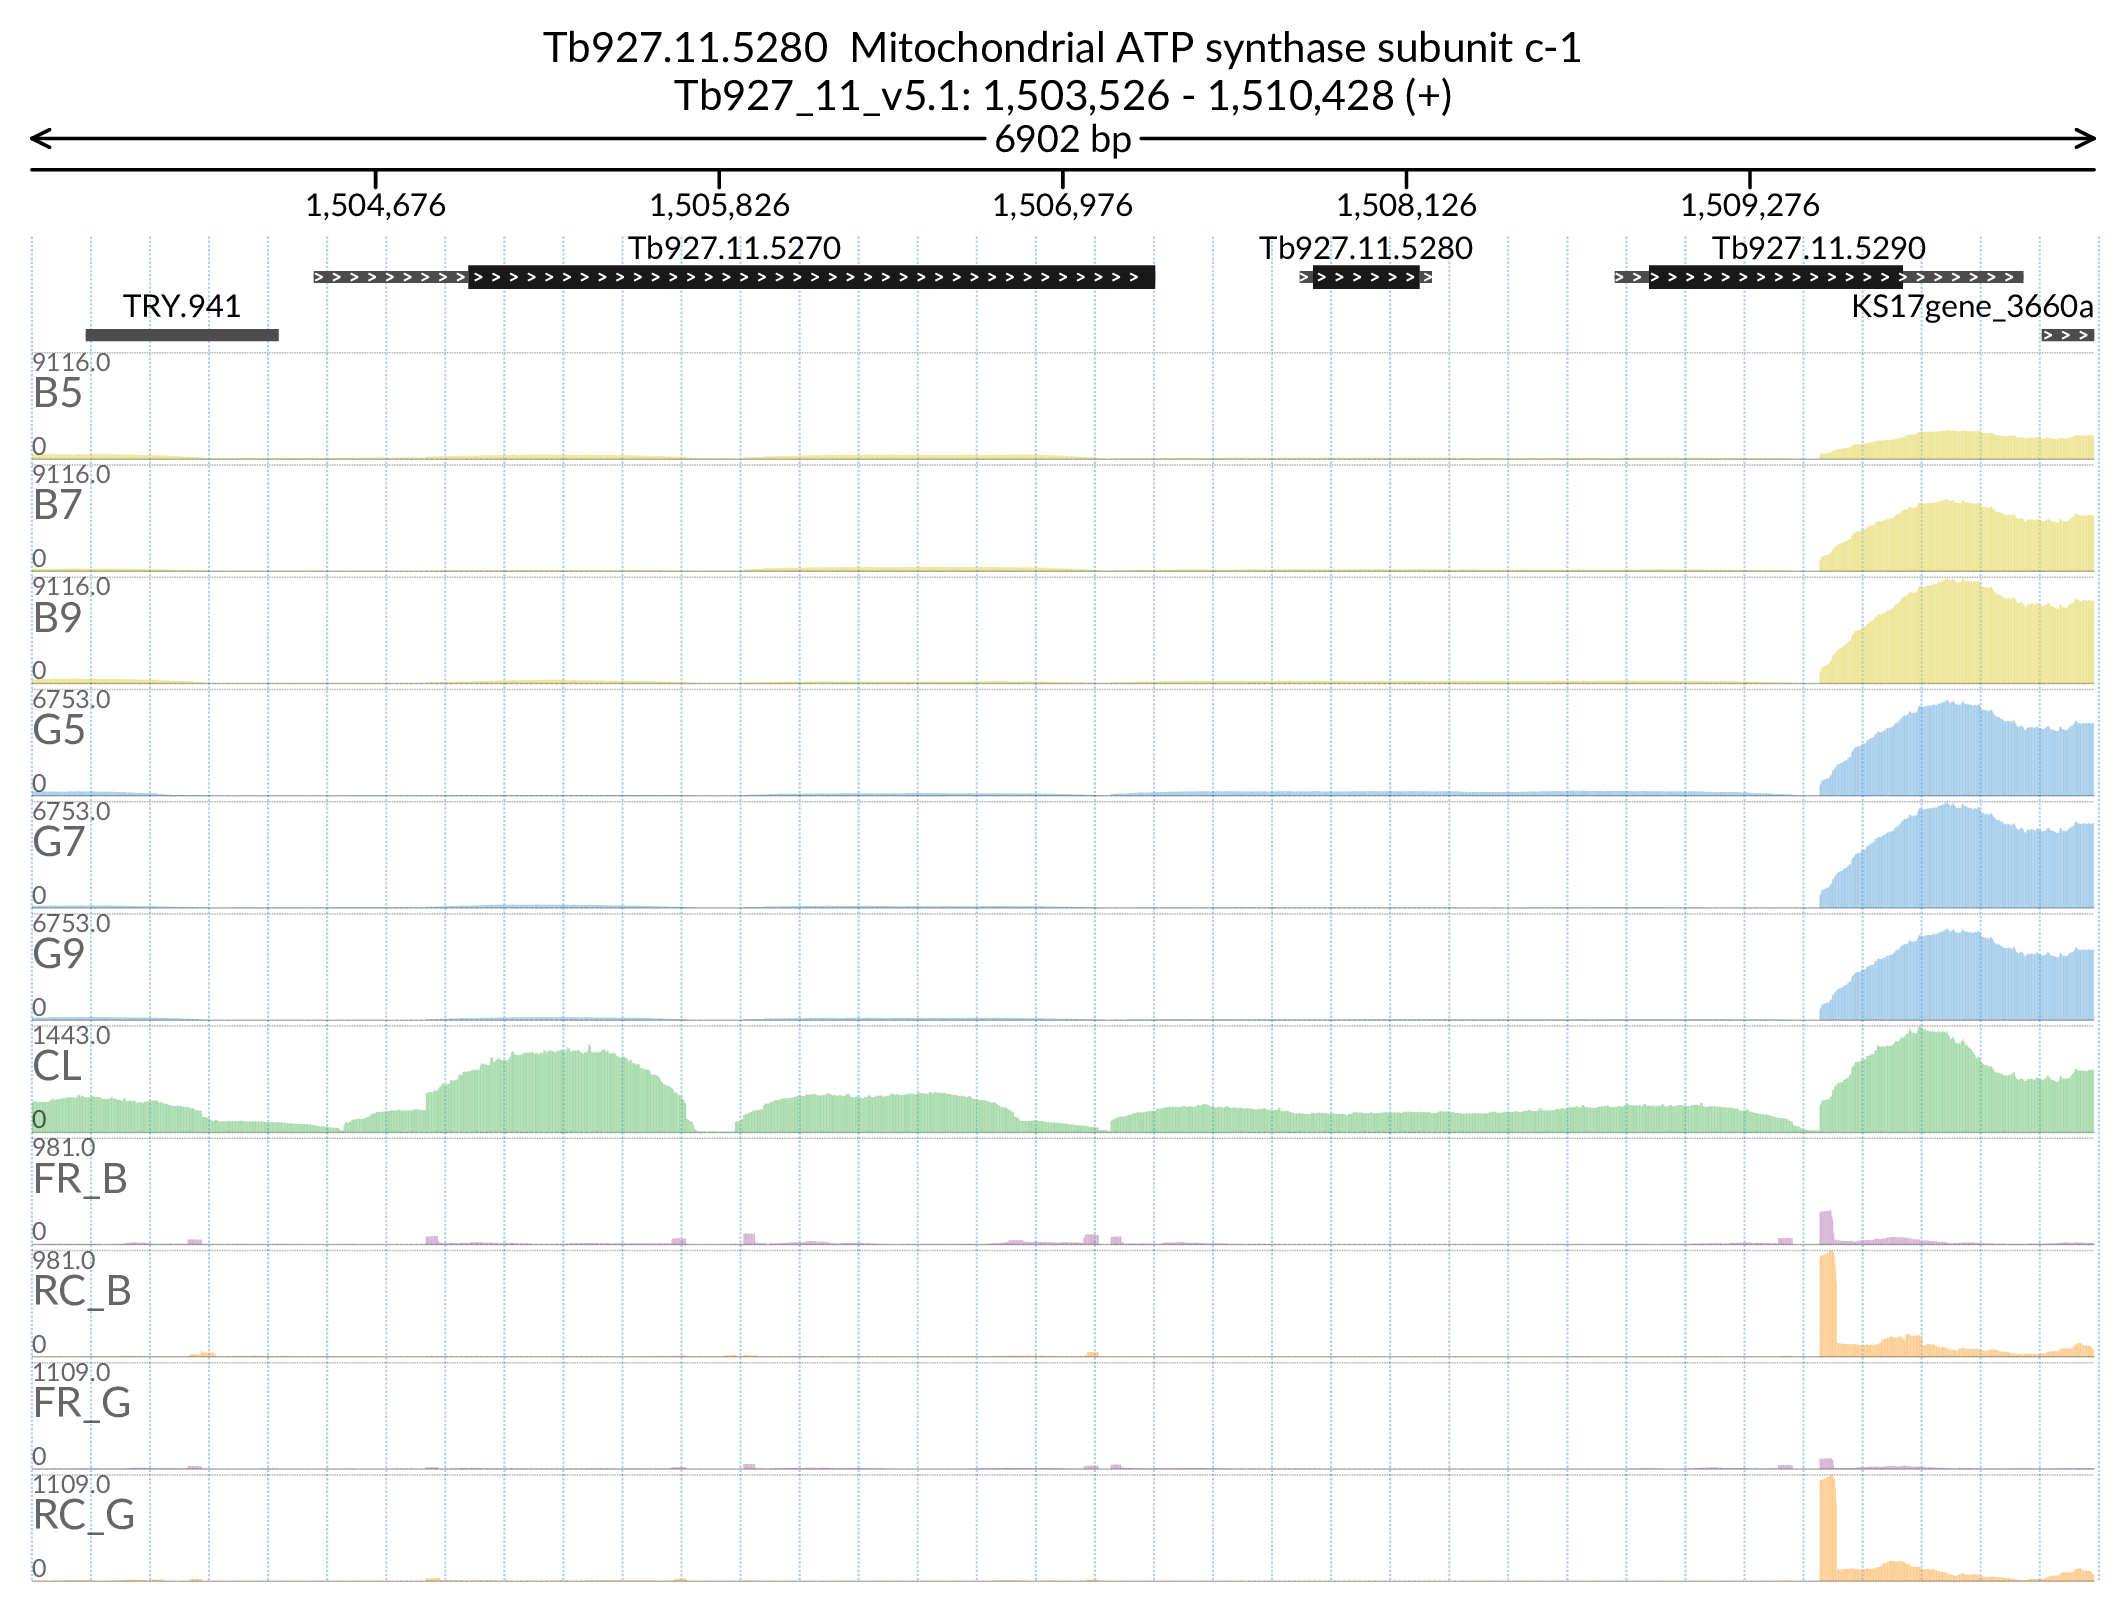 Tb927.11.5280  Mitochondrial ATP synthase subunit c-1
Tb927_11_v5.1: 1,503,526 - 1,510,428 (+)
6902 bp
1,504,676 1,505,826 1,506,976 1,508,126 1,509,276
Tb927.11.5270 Tb927.11.5280 Tb927.11.5290
TRY.941 KS17gene_3660a
9116.0
B5
0
9116.0
B7
0
9116.0
B9
0
6753.0
G5
0
6753.0
G7
0
6753.0
G9
0
1443.0
CL
0
981.0
FR_B
0
981.0
RC_B
0
1109.0
FR_G
0
1109.0
RC_G
0